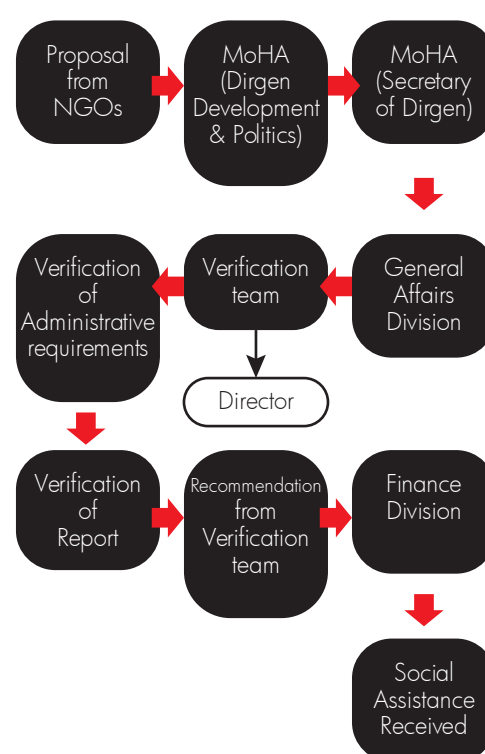 Proposal
from
NGOs
MoHA
(Dirgen
Development
& Politics)
MoHA
(Secretary
of Dirgen)
General
Affairs
Division
Verification
team
Director
Verification
of
Administrative
requirements
Verification
of
Report
Recommendation
from
Verification
team
Finance
Division
Social
Assistance
Received